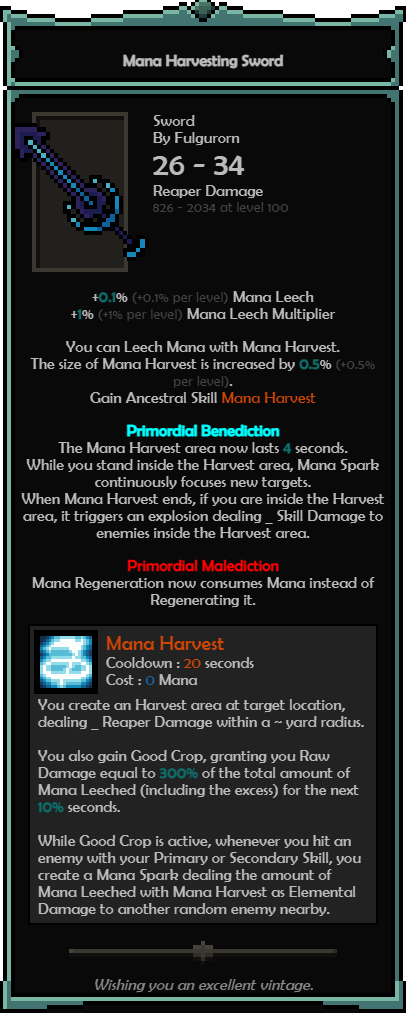 Mana Harvesting Sword
Sword
By Fulgurorn
26 - 34
Reaper Damage
826 - 2034 at level 100
+0.1% (+0.1% per level) Mana Leech
+1% (+1% per level) Mana Leech Multiplier
You can Leech Mana with Mana Harvest.
The size of Mana Harvest is increased by 0.5% (+0.5%
per level).
Gain Ancestral Skill Mana Harvest
Primordial Benediction
The Mana Harvest area now lasts 4 seconds.
While you stand inside the Harvest area, Mana Spark
continuously focuses new targets.
When Mana Harvest ends, if you are inside the Harvest
area, it triggers an explosion dealing _ Skill Damage to
enemies inside the Harvest area.
Primordial Malediction
Mana Regeneration now consumes Mana instead of
Regenerating it.
Mana Harvest
Cooldown : 20 seconds
Cost : 0 Mana
You create an Harvest area at target location,
dealing _ Reaper Damage within a ~ yard radius.
You also gain Good Crop, granting you Raw
Damage equal to 300% of the total amount of
Mana Leeched (including the excess) for the next
10% seconds.
While Good Crop is active, whenever you hit an
enemy with your Primary or Secondary Skill, you
create a Mana Spark dealing the amount of
Mana Leeched with Mana Harvest as Elemental
Damage to another random enemy nearby.
Wishing you an excellent vintage.